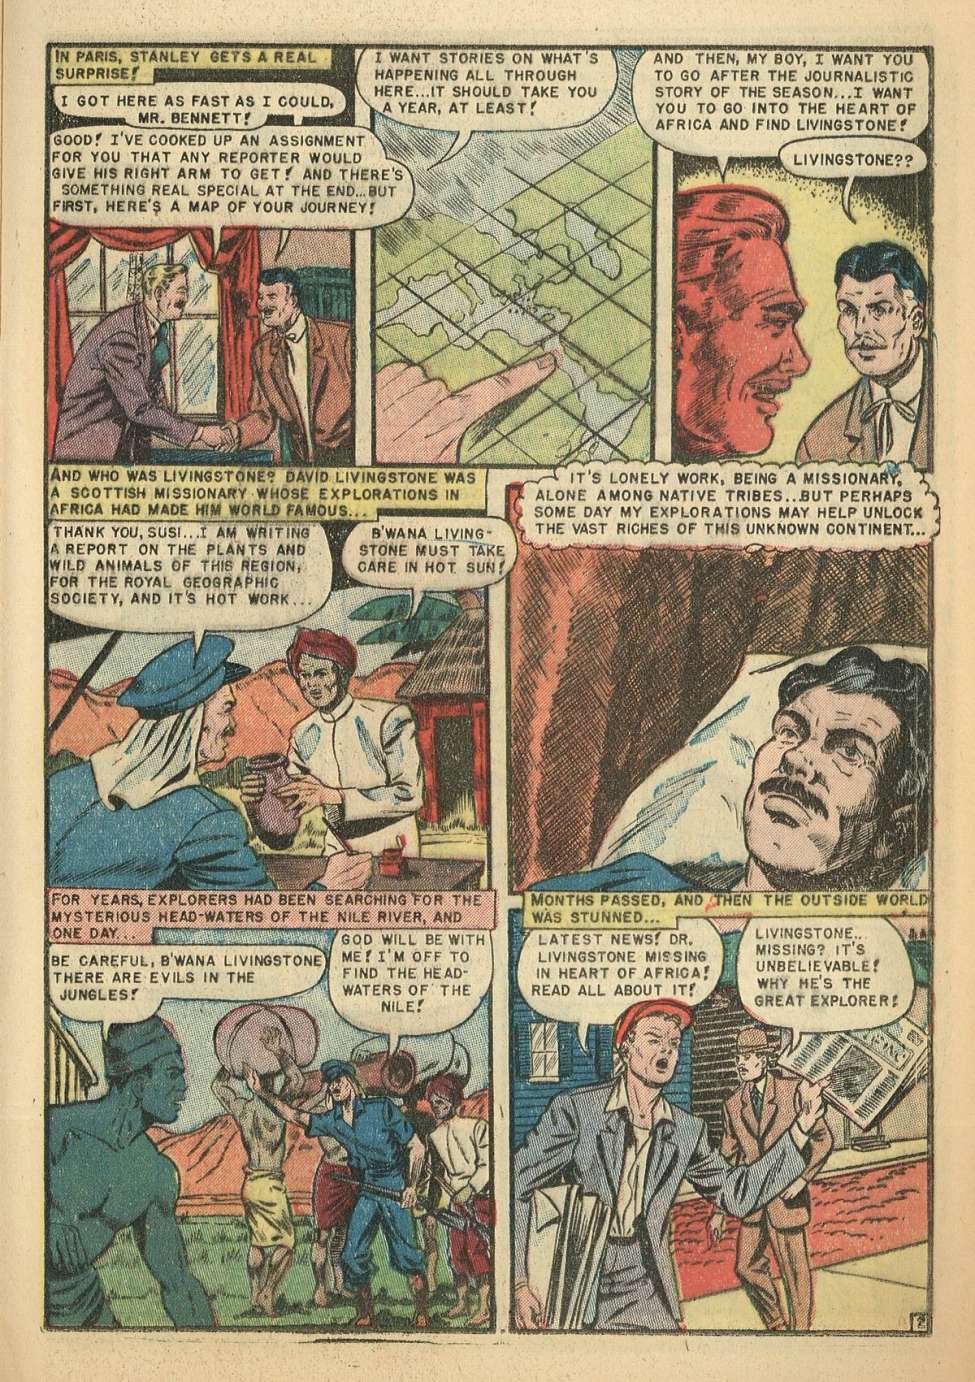 IN PARIS, STANLEY GETS A REAL
SURPRISE!
I GOT HERE AS FAST AS I COULD,
MR. BENNETT!
GOOD! I'VE COOKED UP AN ASSIGNMENT
FOR YOU THAT ANY REPORTER WOULD
GIVE HIS RIGHT ARM TO GET! AND THERE'S
SOMETHING REAL SPECIAL AT THE END...BUT
FIRST, HERE'S A MAP OF YOUR JOURNEY!
I WANT STORIES ON WHAT'S
HAPPENING ALL THROUGH
HERE...IT SHOULD TAKE YOU
A YEAR, AT LEAST!
AND THEN, MY BOY, I WANT YOU
TO GO AFTER THE JOURNALISTIC
STORY OF THE SEASON...I WANT
YOU TO GO INTO THE HEART OF
AFRICA AND FIND LIVINGSTONE!
LIVINGSTONE??
AND WHO WAS LIVINGSTONE? DAVID LIVINGSTONE WAS
A SCOTTISH MISSIONARY WHOSE EXPLORATIONS IN
AFRICA HAD MADE HIM WORLD FAMOUS...
THANK YOU, SUSI...I AM WRITING
A REPORT ON THE PLANTS AND
WILD ANIMALS OF THIS REGION,
FOR THE ROYAL GEOGRAPHIC
SOCIETY, AND IT'S HOT WORK...
B'WANA LIVING-
STONE MUST TAKE
CARE IN HOT SUN!
IT'S LONELY WORK, BEING A MISSIONARY,
ALONE AMONG NATIVE TRIBES...BUT PERHAPS
SOME DAY MY EXPLORATIONS MAY HELP UNLOCK
THE VAST RICHES OF THIS UNKNOWN CONTINENT...
FOR YEARS, EXPLORERS HAD BEEN SEARCHING FOR THE
MYSTERIOUS HEAD-WATERS OF THE NILE RIVER, AND
ONE DAY...
BE CAREFUL, B'WANA LIVINGSTONE
THERE ARE EVILS IN THE
JUNGLES!
GOD WILL BE WITH
ME! I'M OFF TO
FIND THE HEAD-
WATERS OF THE
NILE!
MONTHS PASSED, AND THEN THE OUTSIDE WORLD
WAS STUNNED...
LATEST NEWS! DR.
LIVINGSTONE MISSING
IN HEART OF AFRICA!
READ ALL ABOUT IT!
LIVINGSTONE...
MISSING? IT'S
UNBELIEVABLE!
WHY HE'S THE
GREAT EXPLORER!
2